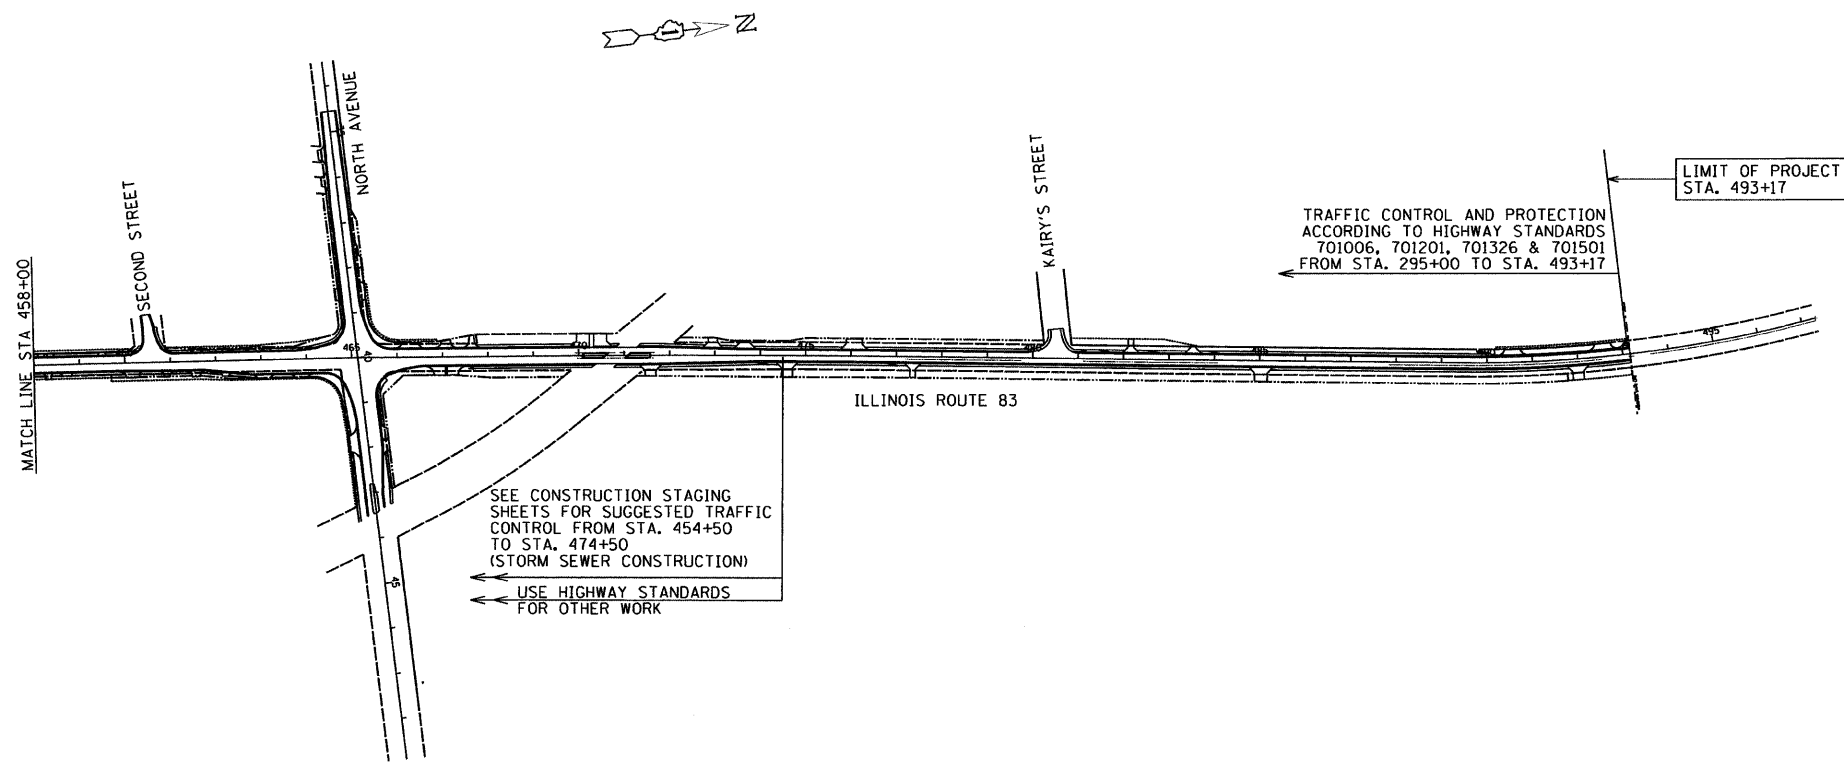 N
NORTH AVENUE
SECOND STREET
MATCH LINE STA 458+00
KAIRY'S STREET
LIMIT OF PROJECT
STA. 493+17
TRAFFIC CONTROL AND PROTECTION
ACCORDING TO HIGHWAY STANDARDS
701006, 701201, 701326 & 701501
FROM STA. 295+00 TO STA. 493+17
465
40
495
ILLINOIS ROUTE 83
SEE CONSTRUCTION STAGING
SHEETS FOR SUGGESTED TRAFFIC
CONTROL FROM STA. 454+50
TO STA. 474+50
(STORM SEWER CONSTRUCTION)
USE HIGHWAY STANDARDS
FOR OTHER WORK
45